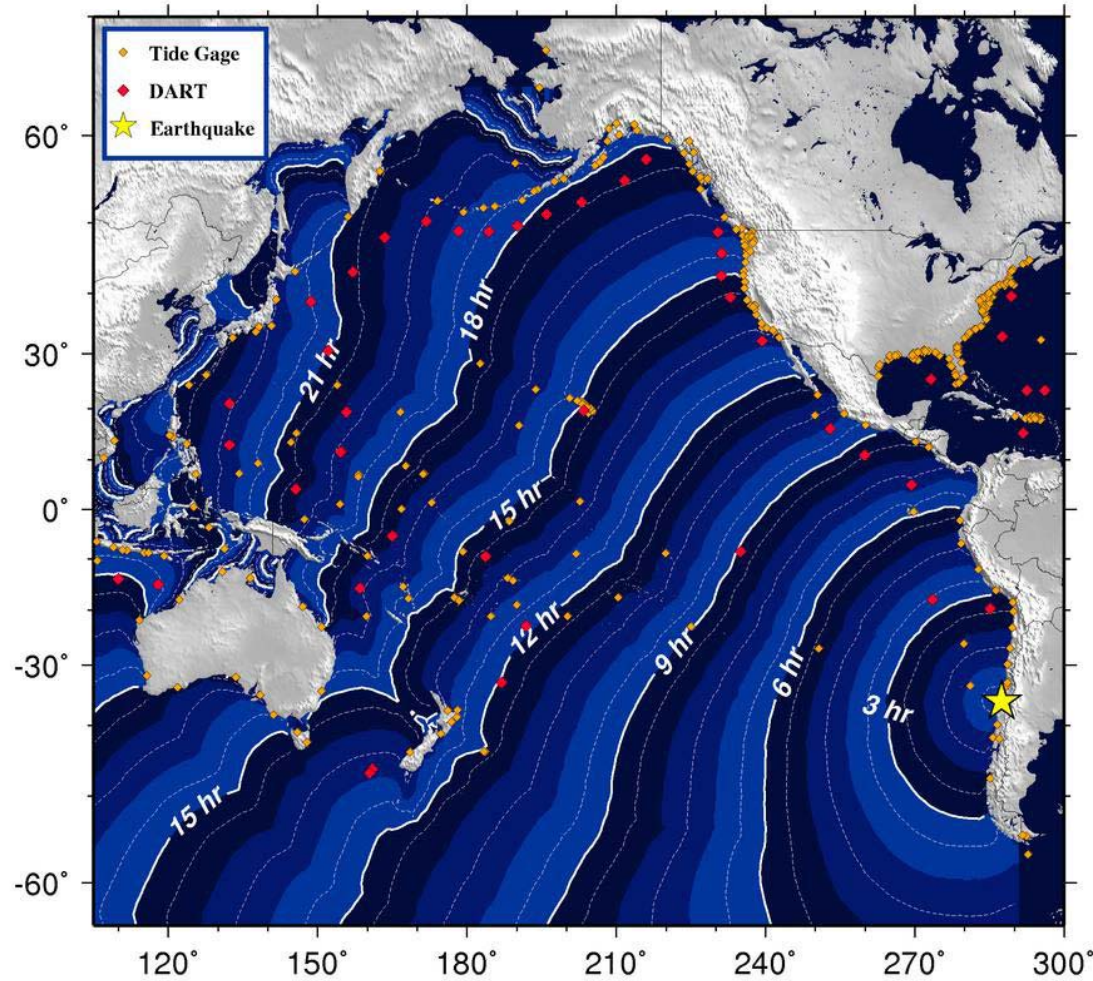 Tide Gage
DART
Earthquake
60°
30°
0°
-30°
-60°
21 hr
18 hr
15 hr
12 hr
9 hr
6 hr
3 hr
15 hr
120°
150°
180°
210°
240°
270°
300°